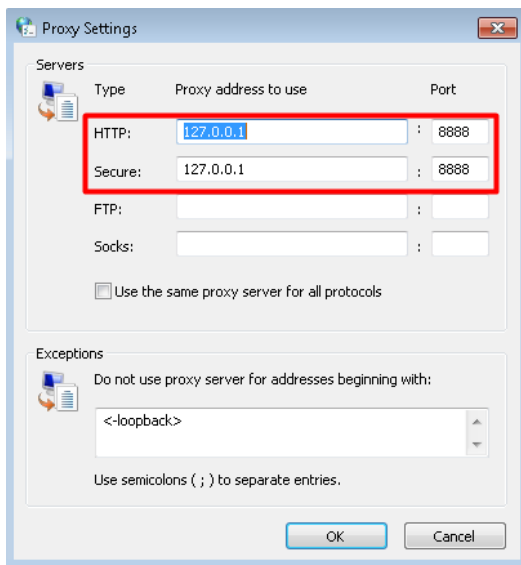 Proxy Settings
Servers
Type Proxy address to use Port
HTTP: 127.0.0.1 : 8888
Secure: 127.0.0.1 : 8888
FTP: :
Socks: :
Use the same proxy server for all protocols
Exceptions
Do not use proxy server for addresses beginning with:
<-loopback>
Use semicolons ( ; ) to separate entries.
OK Cancel